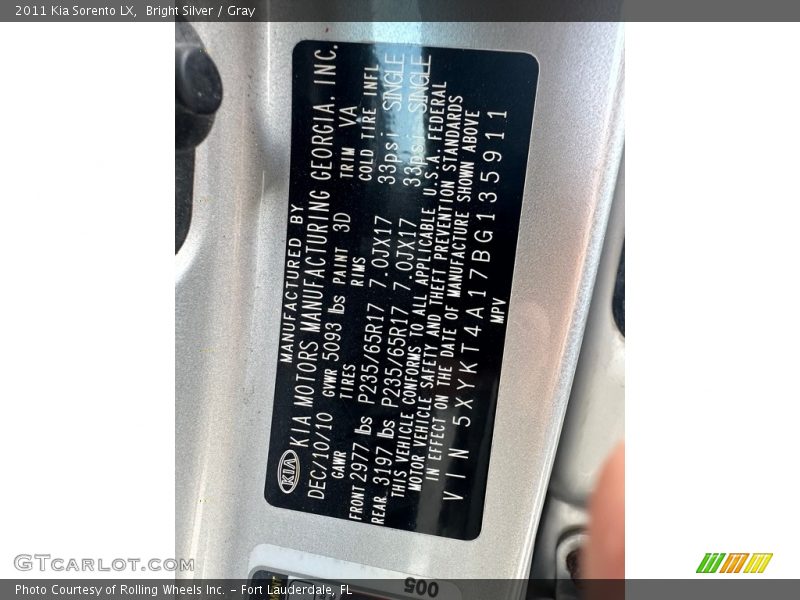 2011 Kia Sorento LX,  Bright Silver / Gray
MANUFACTURED BY
KIA KIA MOTORS MANUFACTURING GEORGIA, INC.
DEC/10/10 GVWR 5093 lbs PAINT 3D TRIM VA
GAWR TIRES RIMS COLD TIRE INFL
FRONT 2977 lbs P235/65R17 7.0JX17 33psi SINGLE
REAR 3197 lbs P235/65R17 7.0JX17 33psi SINGLE
THIS VEHICLE CONFORMS TO ALL APPLICABLE U.S.A. FEDERAL
MOTOR VEHICLE SAFETY AND THEFT PREVENTION STANDARDS
IN EFFECT ON THE DATE OF MANUFACTURE SHOWN ABOVE
VIN 5XYKT4A17BG135911
MPV
005
GTcarlot.com
Photo Courtesy of Rolling Wheels Inc. – Fort Lauderdale, FL